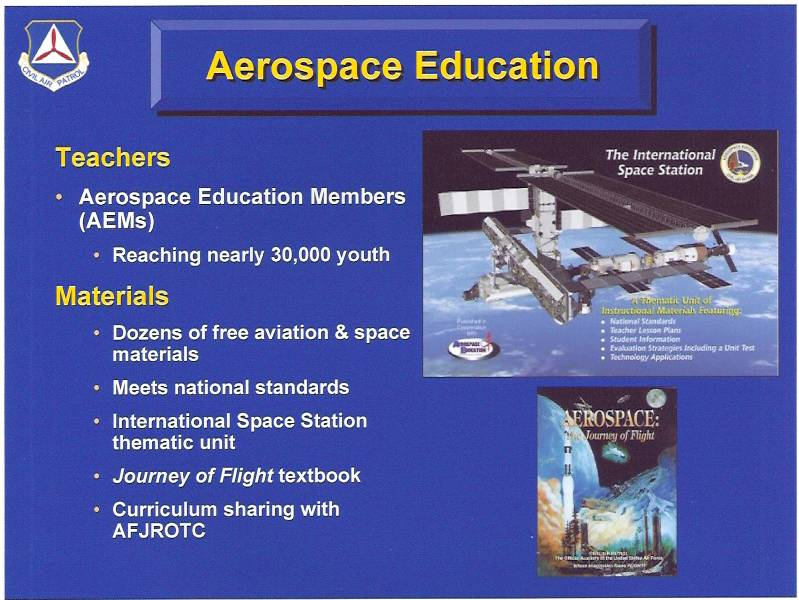 CIVIL AIR PATROL
Aerospace Education
Teachers
• Aerospace Education Members
(AEMs)
• Reaching nearly 30,000 youth
Materials
• Dozens of free aviation & space
materials
• Meets national standards
• International Space Station
thematic unit
• Journey of Flight textbook
• Curriculum sharing with
AFJROTC
The International
Space Station
A Thematic Unit of
Instructional Materials Featuring:
• National Standards
• Teacher Lesson Plans
• Student Information
• Evaluation Strategies Including a Unit Test
• Technology Applications
Published in
Cooperation
with
AEROSPACE
EDUCATION
AEROSPACE:
The Journey of Flight
CIVIL AIR PATROL
The Official Auxiliary of the United States Air Force